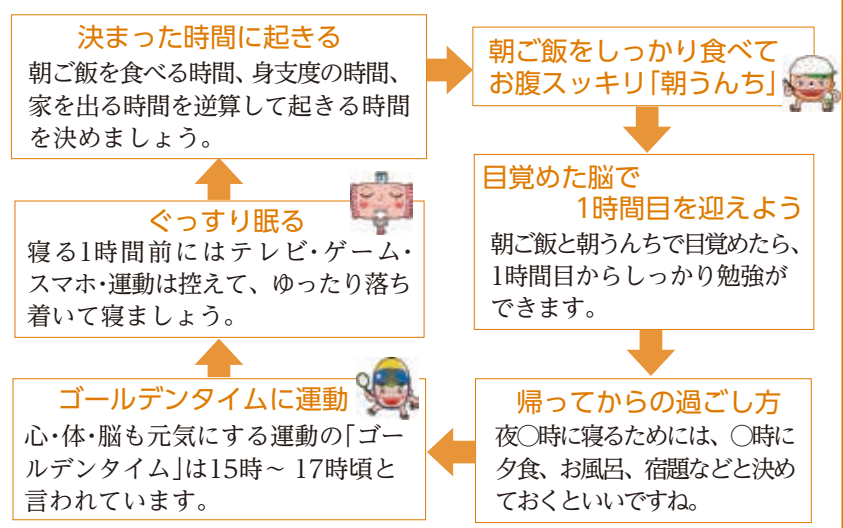 決まった時間に起きる
朝ご飯を食べる時間、身支度の時間、
家を出る時間を逆算して起きる時間
を決めましょう。
朝ご飯をしっかり食べて
お腹スッキリ「朝うんち」
目覚めた脳で
1時間目を迎えよう
朝ご飯と朝うんちで目覚めたら、
1時間目からしっかり勉強が
できます。
帰ってからの過ごし方
夜◯時に寝るためには、◯時に
夕食、お風呂、宿題などと決め
ておくといいですね。
ゴールデンタイムに運動
心・体・脳も元気にする運動の「ゴー
ルデンタイム」は15時～17時頃と
言われています。
ぐっすり眠る
寝る1時間前にはテレビ・ゲーム・
スマホ・運動は控えて、ゆったり落ち
着いて寝ましょう。